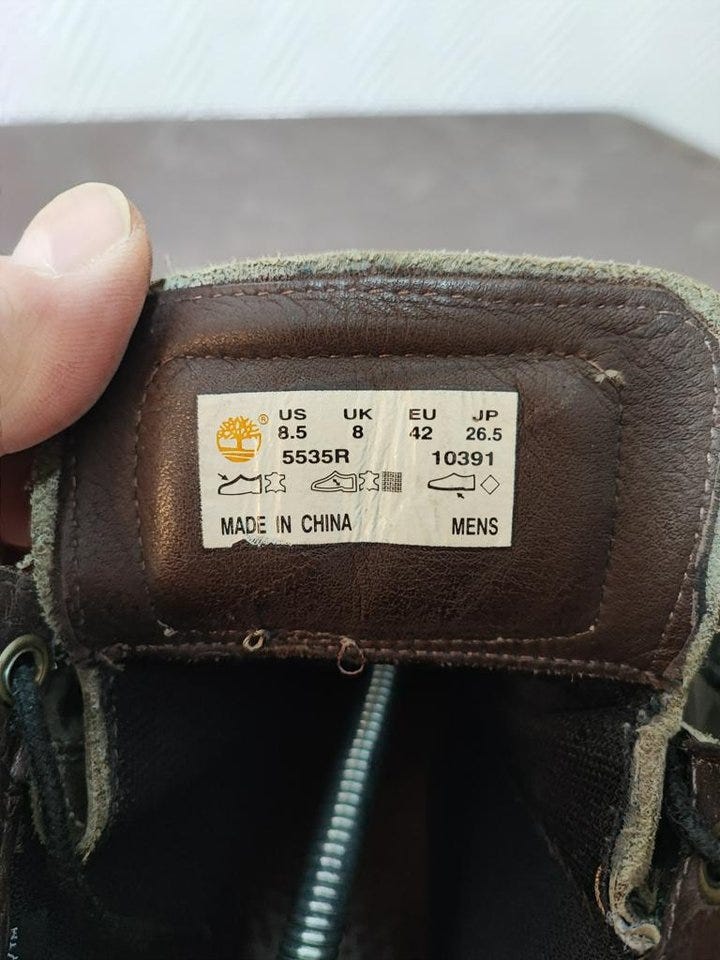 ® US UK EU JP
8.5 8 42 26.5
5535R 10391
MADE IN CHINA MENS